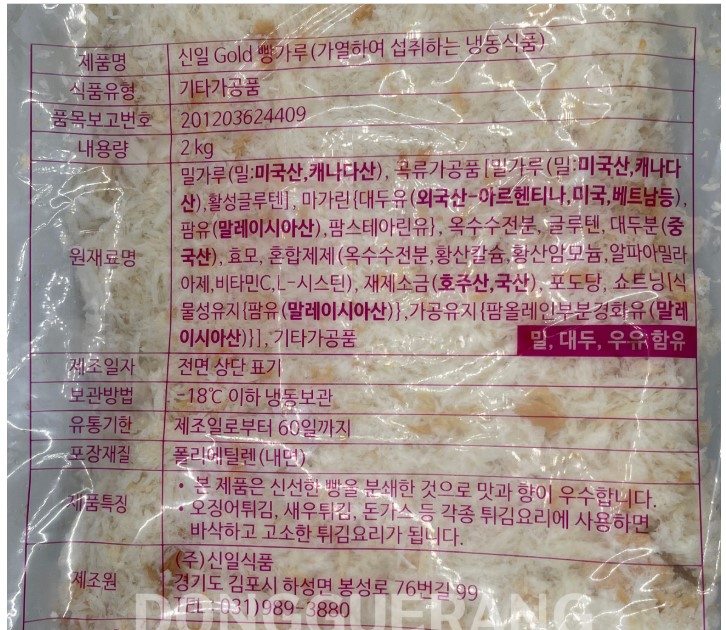 제품명 신일 Gold 빵가루(가열하여 섭취하는 냉동식품)
식품유형 기타가공품
품목보고번호 201203624409
내용량 2kg
원재료명 밀가루(밀:미국산,캐나다산), 곡류가공품[밀가루(밀:미국산,캐나다
산),활성글루텐], 마가린{대두유(외국산-아르헨티나,미국,베트남등),
팜유(말레이시아산),팜스테아린유}, 옥수수전분, 글루텐, 대두분(중
국산), 효모, 혼합제제(옥수수전분,황산칼슘,황산암모늄,알파아밀라
아제,비타민C,L-시스틴), 재제소금(호주산,국산), 포도당, 쇼트닝[식
물성유지{팜유(말레이시아산)},가공유지{팜올레인부분경화유(말레
이시아산)}], 기타가공품
밀, 대두, 우유 함유
제조일자 전면 상단 표기
보관방법 -18℃ 이하 냉동보관
유통기한 제조일로부터 60일까지
포장재질 폴리에틸렌(내면)
제품특징 • 본 제품은 신선한 빵을 분쇄한 것으로 맛과 향이 우수합니다.
• 오징어튀김, 새우튀김, 돈가스 등 각종 튀김요리에 사용하면
바삭하고 고소한 튀김요리가 됩니다.
제조원 (주)신일식품
경기도 김포시 하성면 봉성로 76번길 99
TEL : 031)989-3880
DONGGUERANG